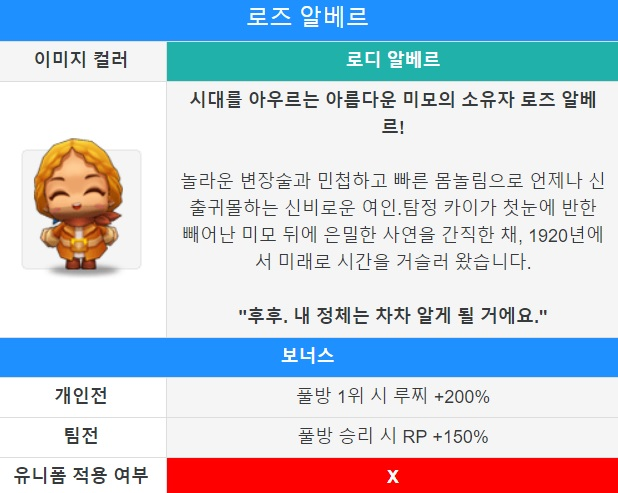 로즈 알베르
이미지 컬러
로디 알베르
시대를 아우르는 아름다운 미모의 소유자 로즈 알베
르!
놀라운 변장술과 민첩하고 빠른 몸놀림으로 언제나 신
출귀몰하는 신비로운 여인.탐정 카이가 첫눈에 반한
빼어난 미모 뒤에 은밀한 사연을 간직한 채, 1920년에
서 미래로 시간을 거슬러 왔습니다.
"후후. 내 정체는 차차 알게 될 거에요."
보너스
개인전
풀방 1위 시 루찌 +200%
팀전
풀방 승리 시 RP +150%
유니폼 적용 여부
X